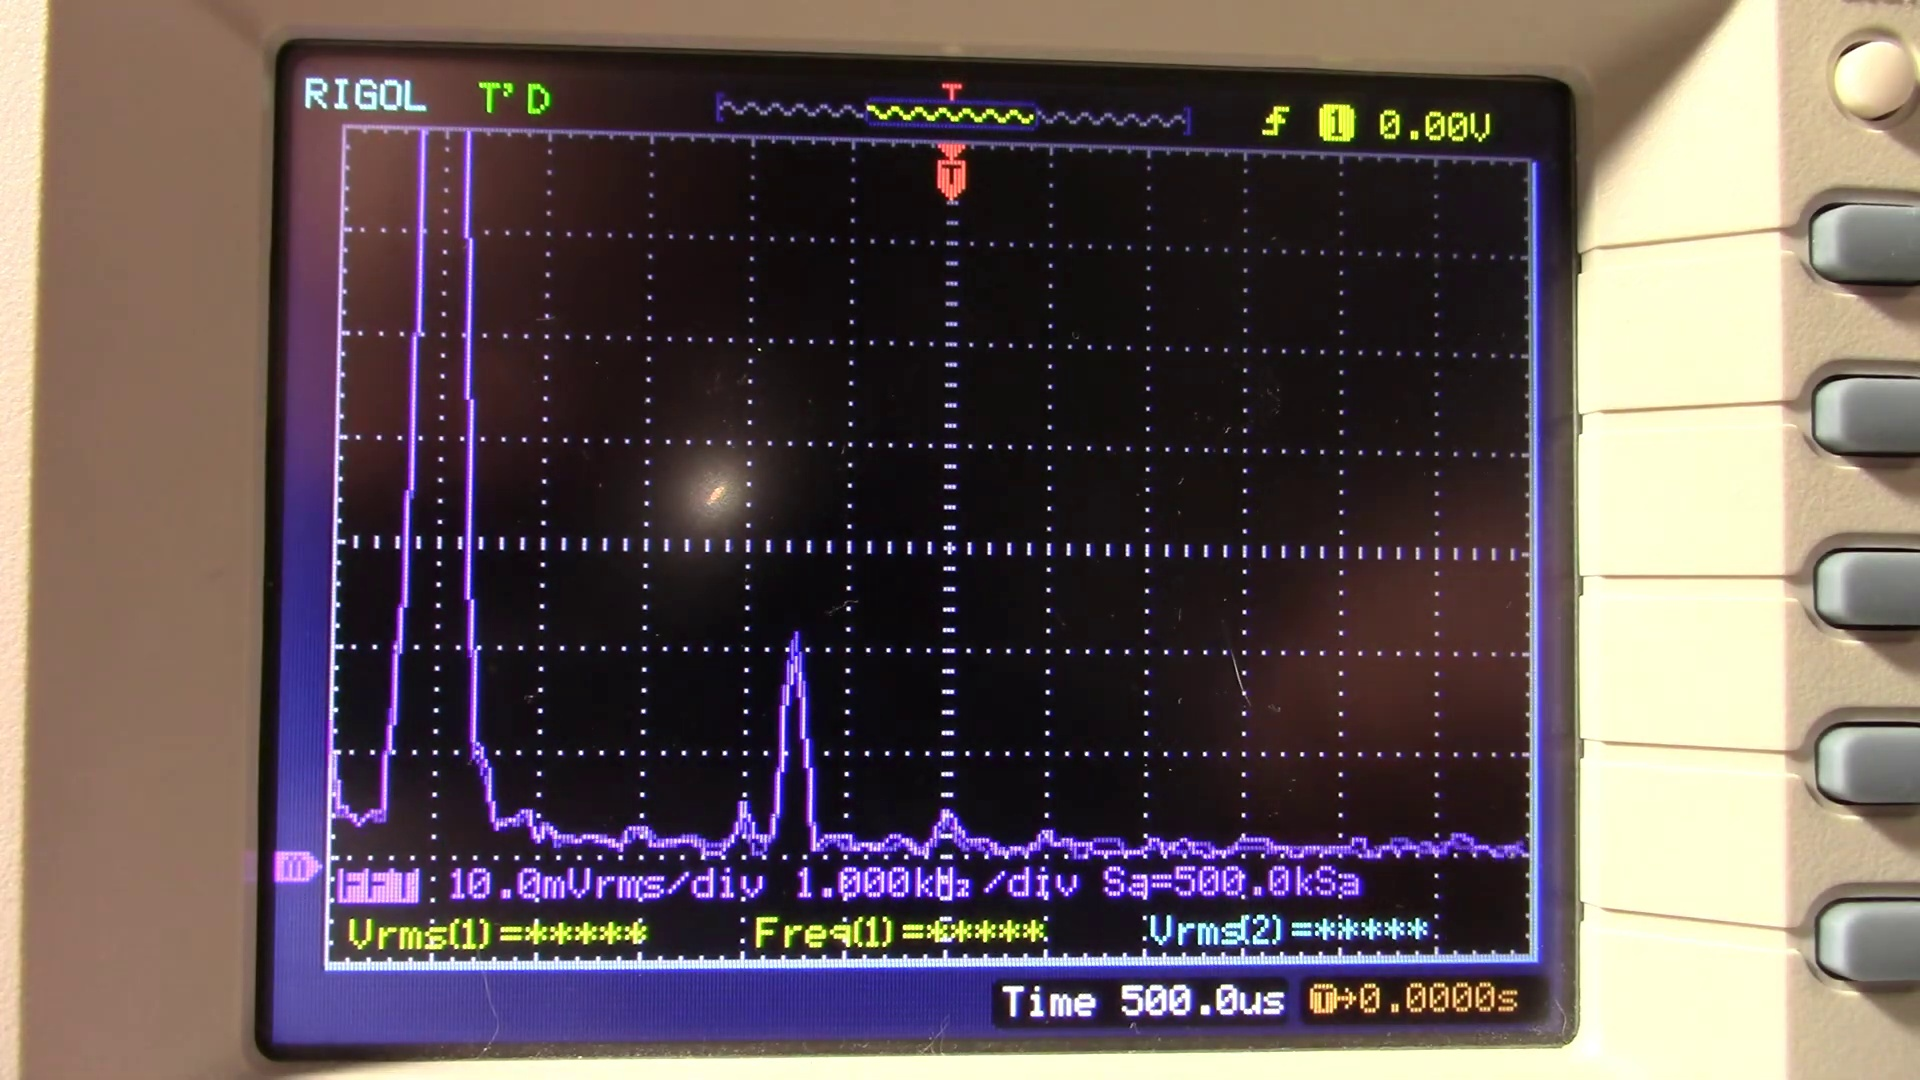 RIGOL T'D T 1 0.00V
T
FFT : 10.0mVrms/div 1.000kHz/div Sa=500.0kSa
Vrms(1)=***** Freq(1)=***** Vrms(2)=*****
Time 500.0us T→0.0000s